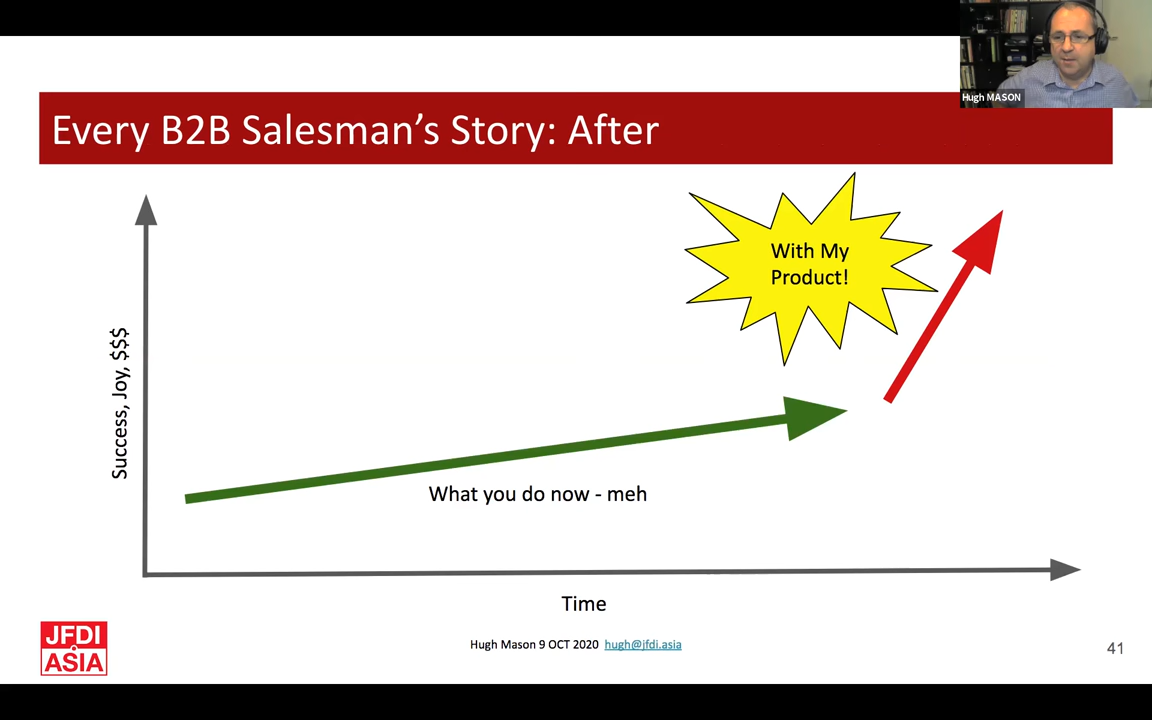 Hugh MASON
Every B2B Salesman’s Story: After
With My
Product!
Success, Joy, $$$
What you do now - meh
Time
JFDI
ASIA
Hugh Mason 9 OCT 2020 hugh@jfdi.asia
41